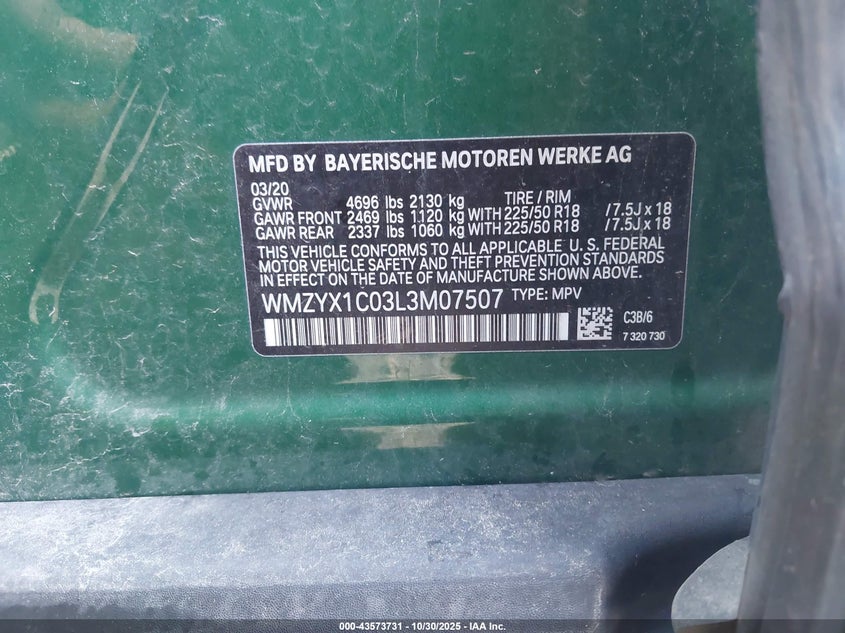 MFD BY BAYERISCHE MOTOREN WERKE AG
03/20
GVWR 4696 lbs 2130 kg TIRE / RIM
GAWR FRONT 2469 lbs 1120 kg WITH 225/50 R18 / 7.5J x 18
GAWR REAR 2337 lbs 1060 kg WITH 225/50 R18 / 7.5J x 18
THIS VEHICLE CONFORMS TO ALL APPLICABLE U. S. FEDERAL
MOTOR VEHICLE SAFETY AND THEFT PREVENTION STANDARDS
IN EFFECT ON THE DATE OF MANUFACTURE SHOWN ABOVE.
WMZYX1C03L3M07507 TYPE: MPV
C3B/6
7 320 730
000-43573731 - 10/30/2025 - IAA Inc.